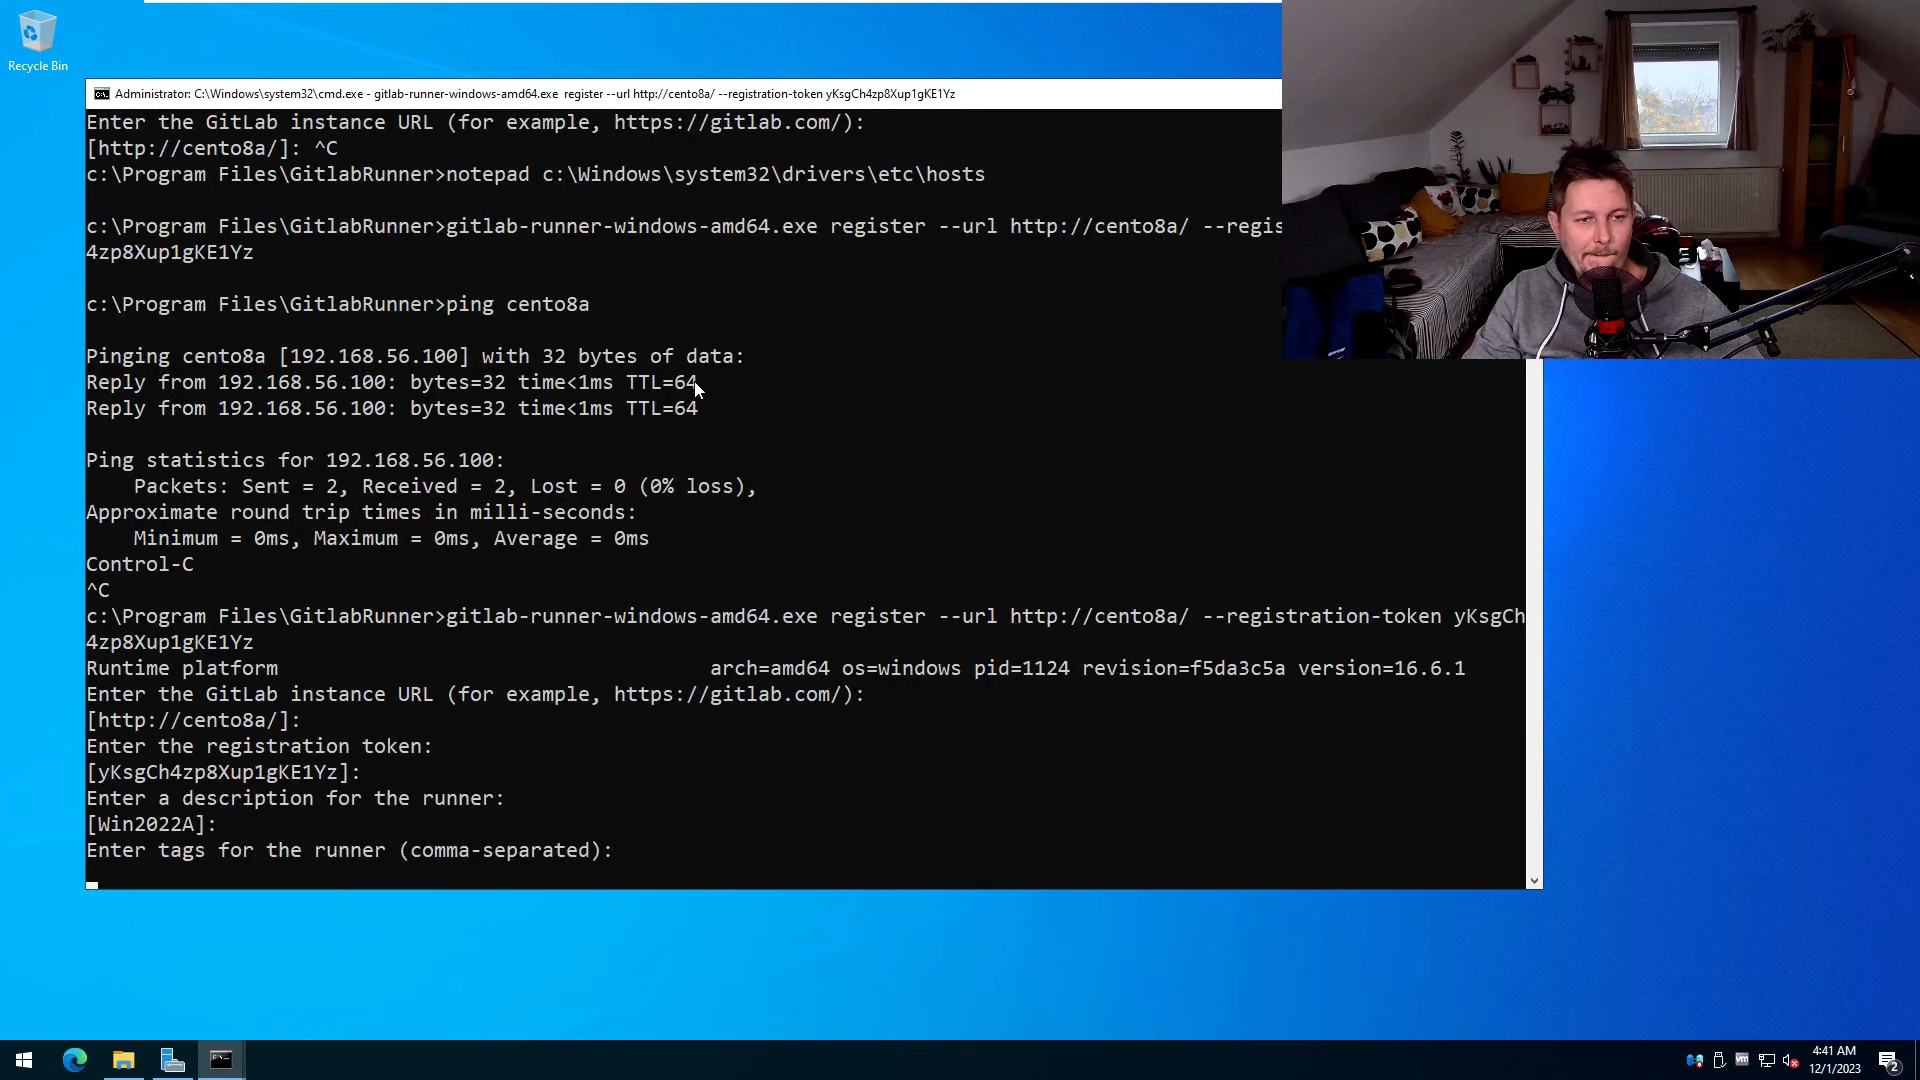 Recycle Bin
Administrator: C:\Windows\system32\cmd.exe - gitlab-runner-windows-amd64.exe  register --url http://cento8a/ --registration-token yKsgCh4zp8Xup1gKE1Yz
Enter the GitLab instance URL (for example, https://gitlab.com/):
[http://cento8a/]: ^C
c:\Program Files\GitlabRunner>notepad c:\Windows\system32\drivers\etc\hosts
c:\Program Files\GitlabRunner>gitlab-runner-windows-amd64.exe register --url http://cento8a/ --regis
4zp8Xup1gKE1Yz
c:\Program Files\GitlabRunner>ping cento8a
Pinging cento8a [192.168.56.100] with 32 bytes of data:
Reply from 192.168.56.100: bytes=32 time<1ms TTL=64
Reply from 192.168.56.100: bytes=32 time<1ms TTL=64
Ping statistics for 192.168.56.100:
    Packets: Sent = 2, Received = 2, Lost = 0 (0% loss),
Approximate round trip times in milli-seconds:
    Minimum = 0ms, Maximum = 0ms, Average = 0ms
Control-C
^C
c:\Program Files\GitlabRunner>gitlab-runner-windows-amd64.exe register --url http://cento8a/ --registration-token yKsgCh
4zp8Xup1gKE1Yz
Runtime platform                                    arch=amd64 os=windows pid=1124 revision=f5da3c5a version=16.6.1
Enter the GitLab instance URL (for example, https://gitlab.com/):
[http://cento8a/]:
Enter the registration token:
[yKsgCh4zp8Xup1gKE1Yz]:
Enter a description for the runner:
[Win2022A]:
Enter tags for the runner (comma-separated):
4:41 AM
12/1/2023
2